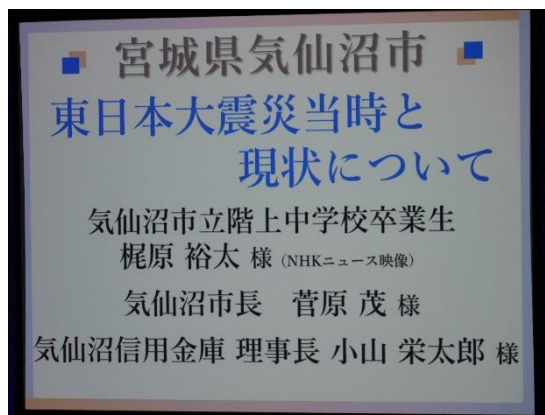 宮城県気仙沼市
東日本大震災当時と
現状について
気仙沼市立階上中学校卒業生
梶原 裕太 様（NHKニュース映像）
気仙沼市長 菅原 茂 様
気仙沼信用金庫 理事長 小山 栄太郎 様